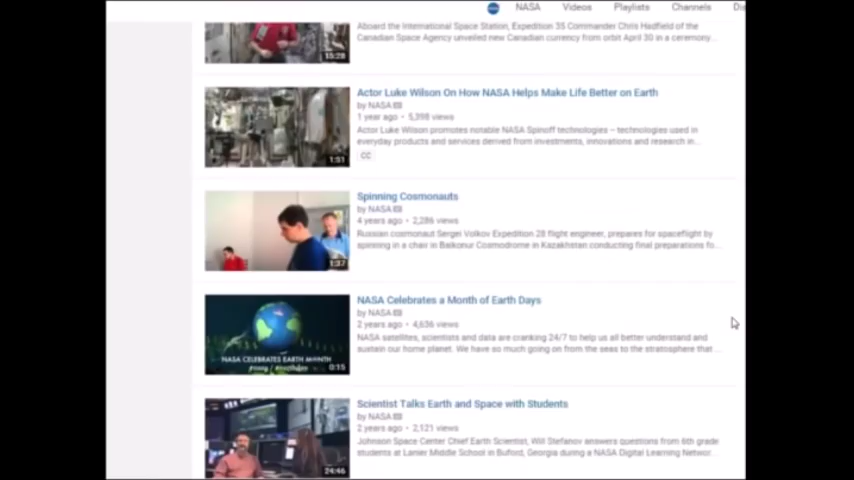 NASA Videos Playlists Channels
Aboard the International Space Station, Expedition 35 Commander Chris Hadfield of the
Canadian Space Agency unveiled new Canadian currency from orbit April 30 in a ceremony...
15:28
Actor Luke Wilson On How NASA Helps Make Life Better on Earth
by NASA
1 year ago • 5,398 views
Actor Luke Wilson promotes notable NASA Spinoff technologies – technologies used in
everyday products and services derived from investments, innovations and research in...
CC
1:51
Spinning Cosmonauts
by NASA
4 years ago • 2,286 views
Russian cosmonaut Sergei Volkov Expedition 28 flight engineer, prepares for spaceflight by
spinning in a chair in Baikonur Cosmodrome in Kazakhstan conducting final preparations fo...
1:37
NASA Celebrates a Month of Earth Days
by NASA
2 years ago • 4,636 views
NASA satellites, scientists and data are cranking 24/7 to help us all better understand and
sustain our home planet. We have so much going on from the seas to the stratosphere that...
NASA CELEBRATES EARTH MONTH
0:15
Scientist Talks Earth and Space with Students
by NASA
2 years ago • 2,121 views
Johnson Space Center Chief Earth Scientist, Will Stefanov answers questions from 6th grade
students at Lanier Middle School in Buford, Georgia during a NASA Digital Learning Networ...
24:46